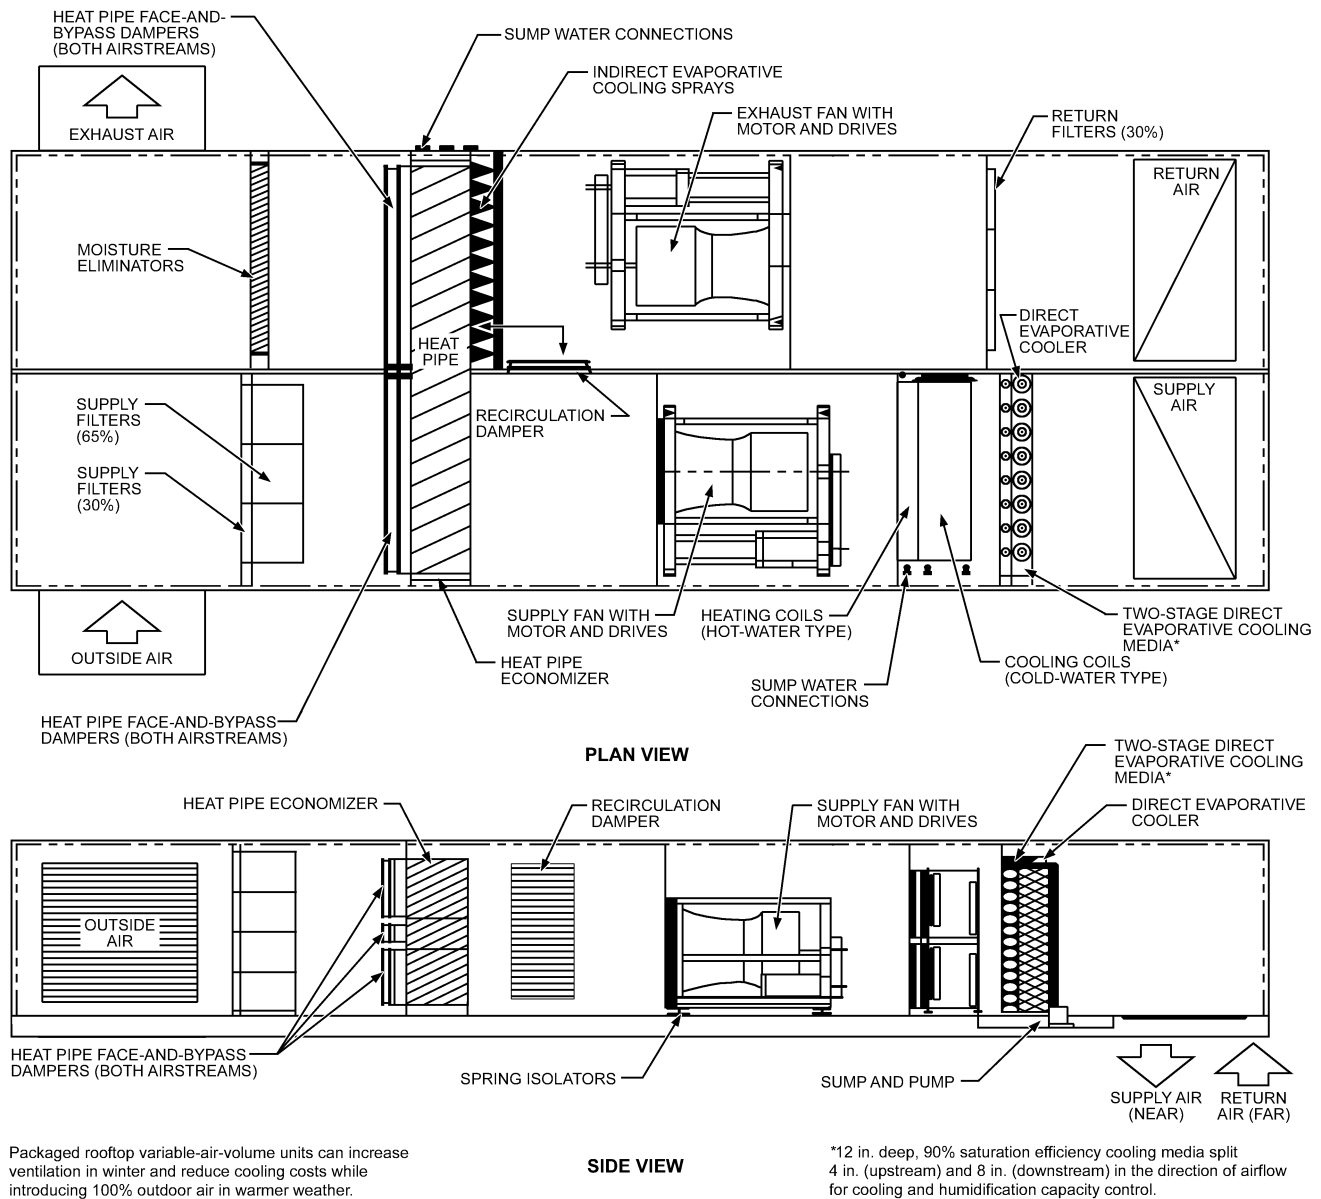 HEAT PIPE FACE-AND-
BYPASS DAMPERS
(BOTH AIRSTREAMS)
SUMP WATER CONNECTIONS
INDIRECT EVAPORATIVE
COOLING SPRAYS
EXHAUST FAN WITH
MOTOR AND DRIVES
RETURN
FILTERS (30%)
EXHAUST AIR
RETURN
AIR
MOISTURE
ELIMINATORS
DIRECT
EVAPORATIVE
COOLER
HEAT
PIPE
SUPPLY
AIR
SUPPLY
FILTERS
(65%)
RECIRCULATION
DAMPER
SUPPLY
FILTERS
(30%)
SUPPLY FAN WITH
MOTOR AND DRIVES
HEATING COILS
(HOT-WATER TYPE)
TWO-STAGE DIRECT
EVAPORATIVE COOLING
MEDIA*
OUTSIDE AIR
HEAT PIPE
ECONOMIZER
COOLING COILS
(COLD-WATER TYPE)
SUMP WATER
CONNECTIONS
HEAT PIPE FACE-AND-BYPASS
DAMPERS (BOTH AIRSTREAMS)
PLAN VIEW
TWO-STAGE DIRECT
EVAPORATIVE COOLING
MEDIA*
HEAT PIPE ECONOMIZER
RECIRCULATION
DAMPER
SUPPLY FAN WITH
MOTOR AND DRIVES
DIRECT EVAPORATIVE
COOLER
OUTSIDE
AIR
HEAT PIPE FACE-AND-BYPASS
DAMPERS (BOTH AIRSTREAMS)
SPRING ISOLATORS
SUMP AND PUMP
SUPPLY AIR
(NEAR)
RETURN
AIR (FAR)
Packaged rooftop variable-air-volume units can increase
ventilation in winter and reduce cooling costs while
introducing 100% outdoor air in warmer weather.
SIDE VIEW
*12 in. deep, 90% saturation efficiency cooling media split
4 in. (upstream) and 8 in. (downstream) in the direction of airflow
for cooling and humidification capacity control.